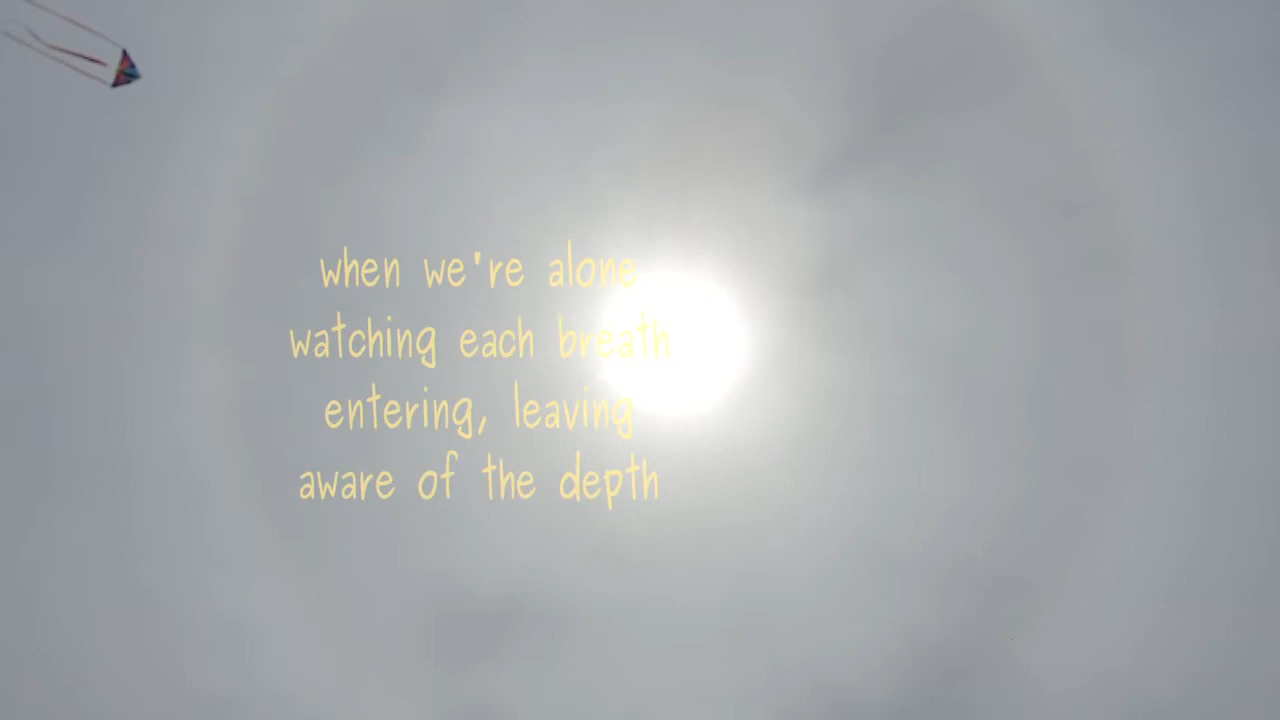 when we're alone
watching each breath
entering, leaving
aware of the depth